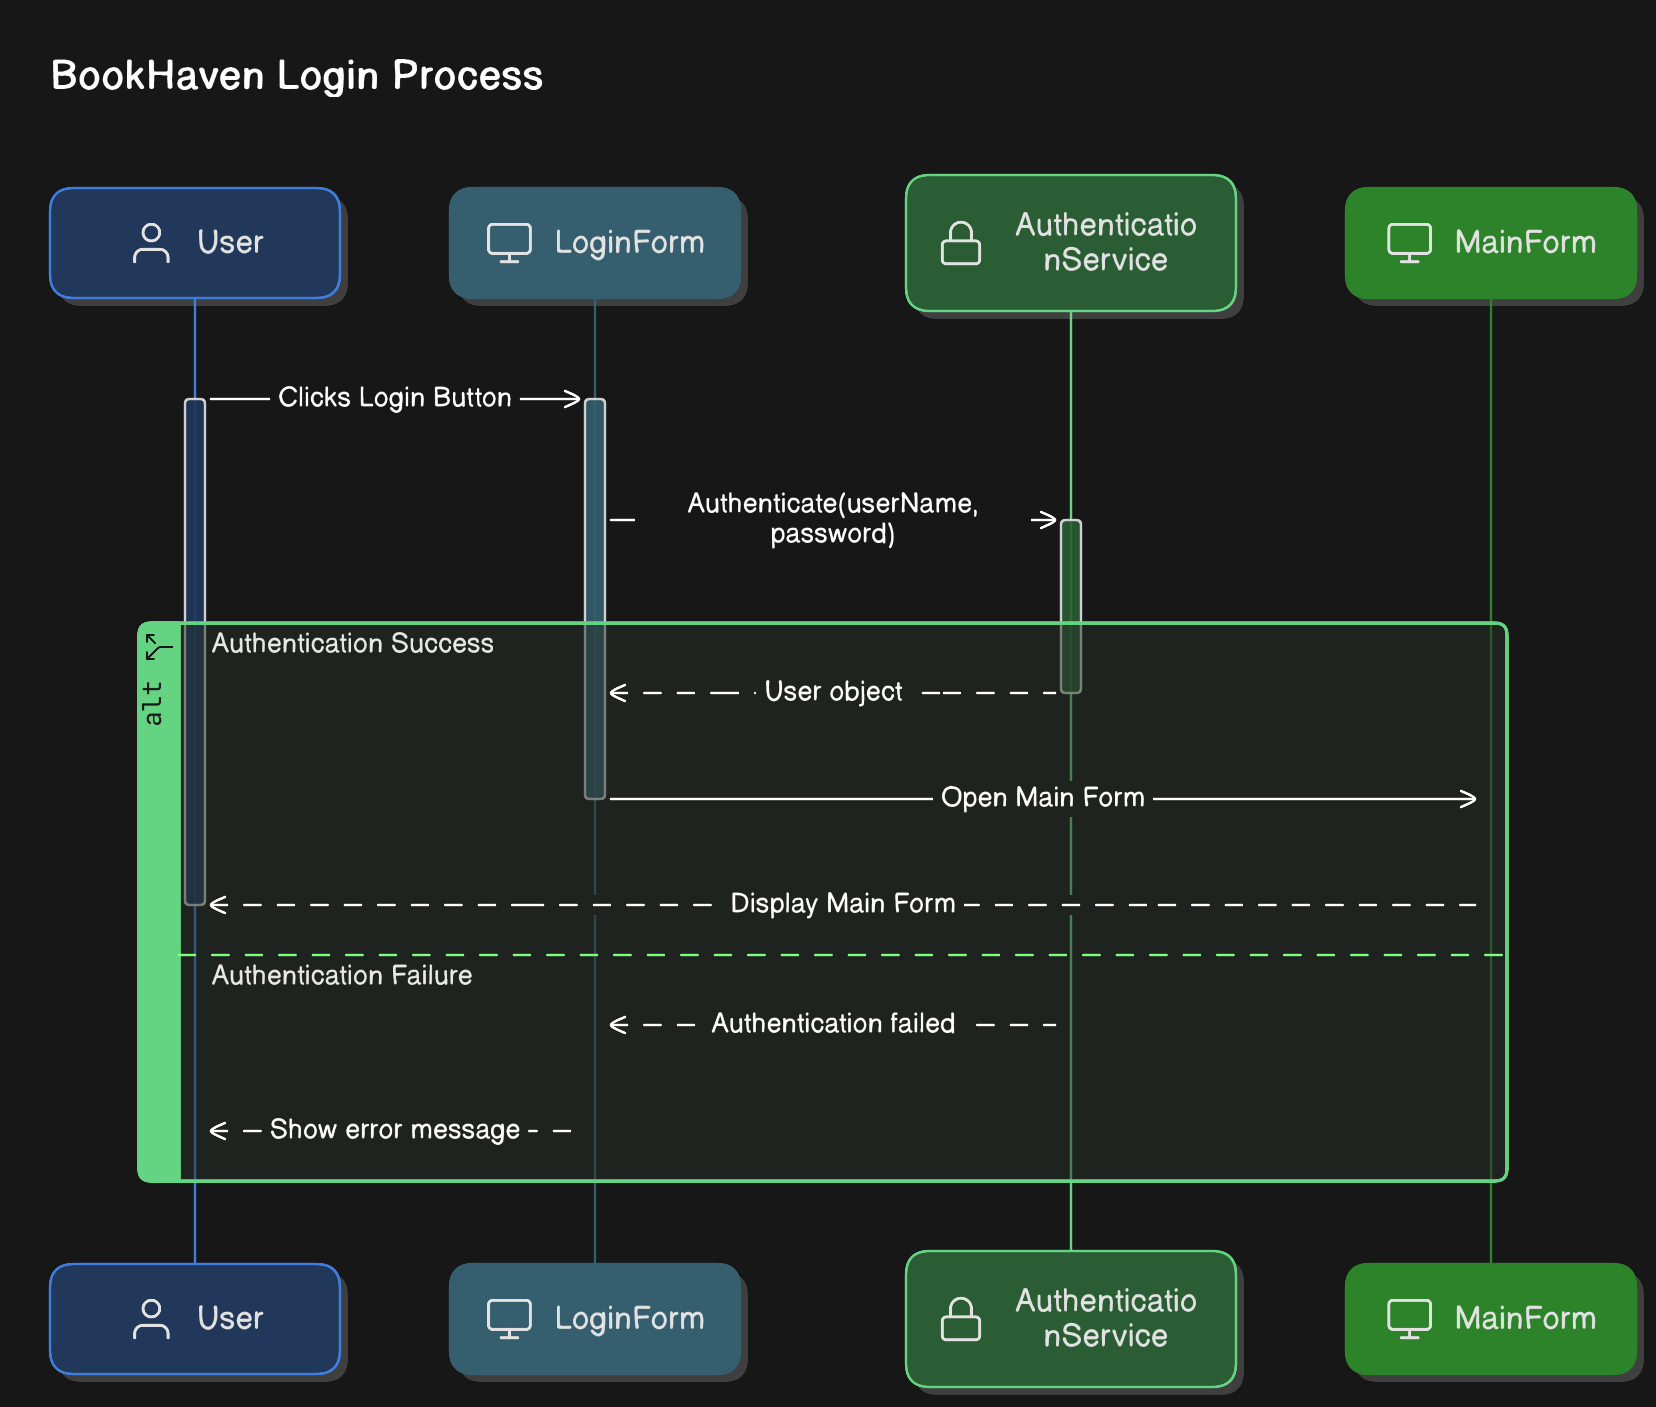 BookHaven Login Process
User
LoginForm
Authenticatio
nService
MainForm
Clicks Login Button
Authenticate(userName,
password)
alt
Authentication Success
User object
Open Main Form
Display Main Form
Authentication Failure
Authentication failed
Show error message
User
LoginForm
Authenticatio
nService
MainForm